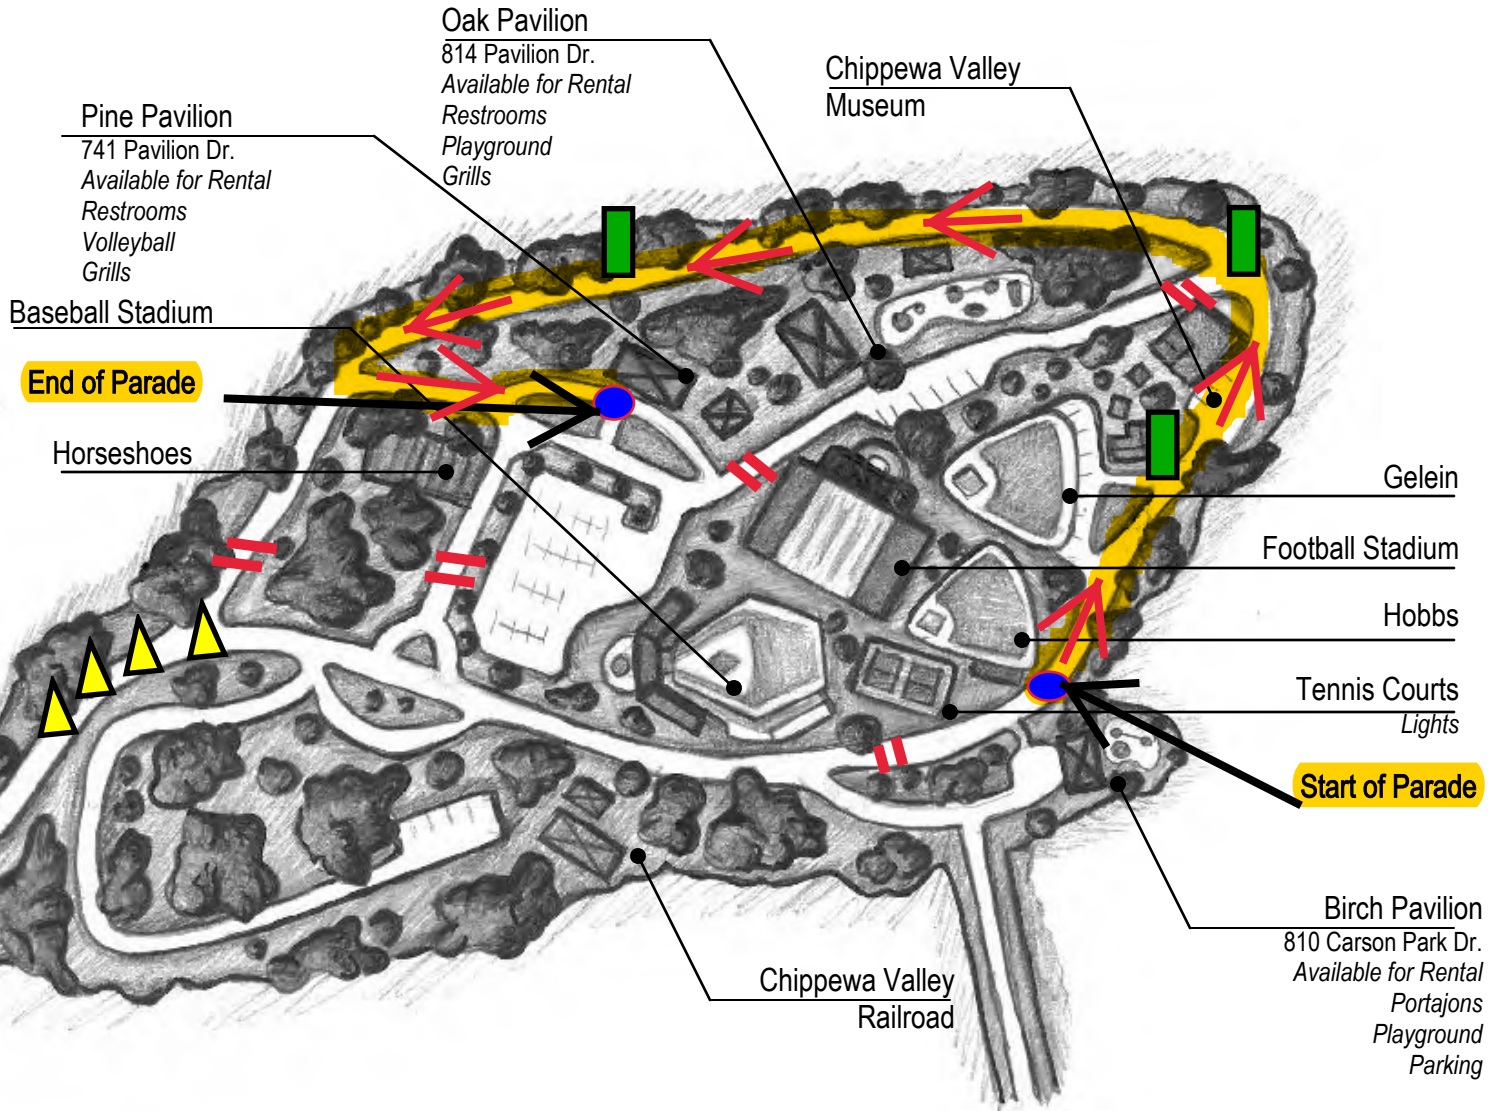 Oak Pavilion
814 Pavilion Dr.
Available for Rental
Restrooms
Playground
Grills
Chippewa Valley
Museum
Pine Pavilion
741 Pavilion Dr.
Available for Rental
Restrooms
Volleyball
Grills
Baseball Stadium
End of Parade
Horseshoes
Gelein
Football Stadium
Hobbs
Tennis Courts
Lights
Start of Parade
Birch Pavilion
810 Carson Park Dr.
Available for Rental
Portajons
Playground
Parking
Chippewa Valley
Railroad